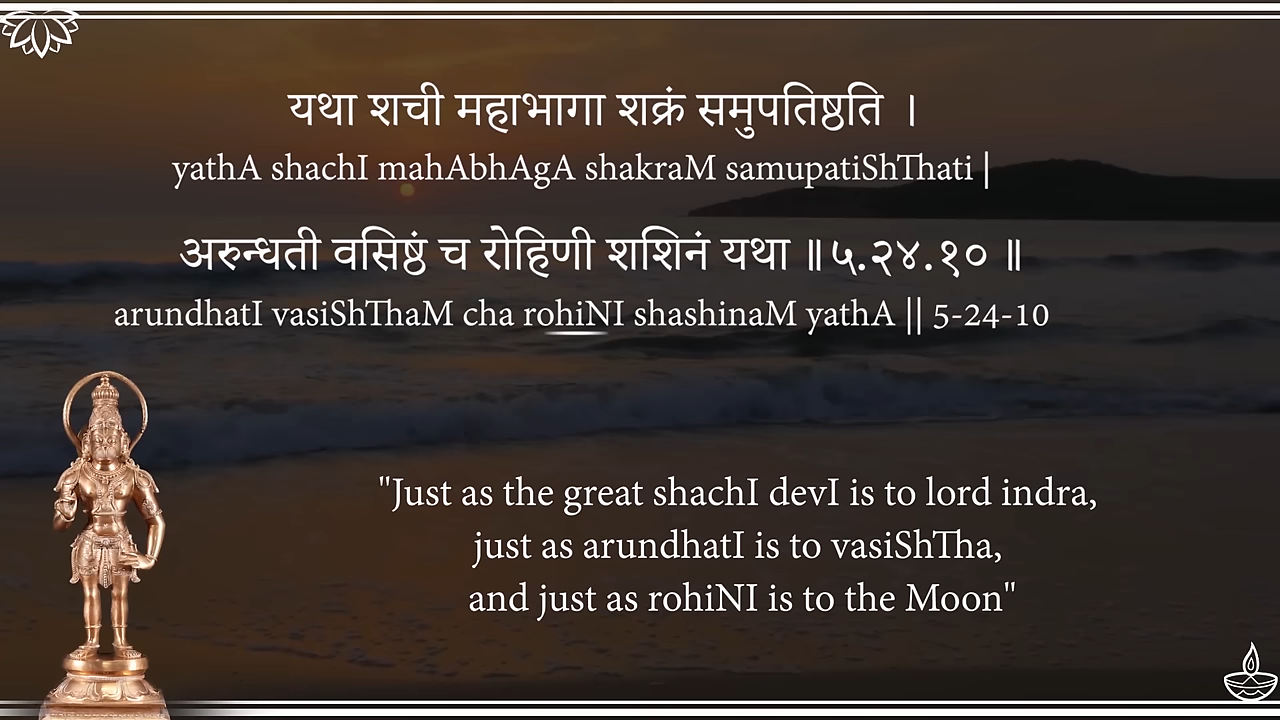 यथा शची महाभागा शक्रं समुपतिष्ठति ।
yathA shachI mahAbhAgA shakraM samupatiShThati |
अरुन्धती वसिष्ठं च रोहिणी शशिनं यथा ॥५.२४.१० ॥
arundhatI vasiShThaM cha rohiNI shashinaM yathA || 5-24-10
"Just as the great shachI devI is to lord indra,
just as arundhatI is to vasiShTha,
and just as rohiNI is to the Moon"